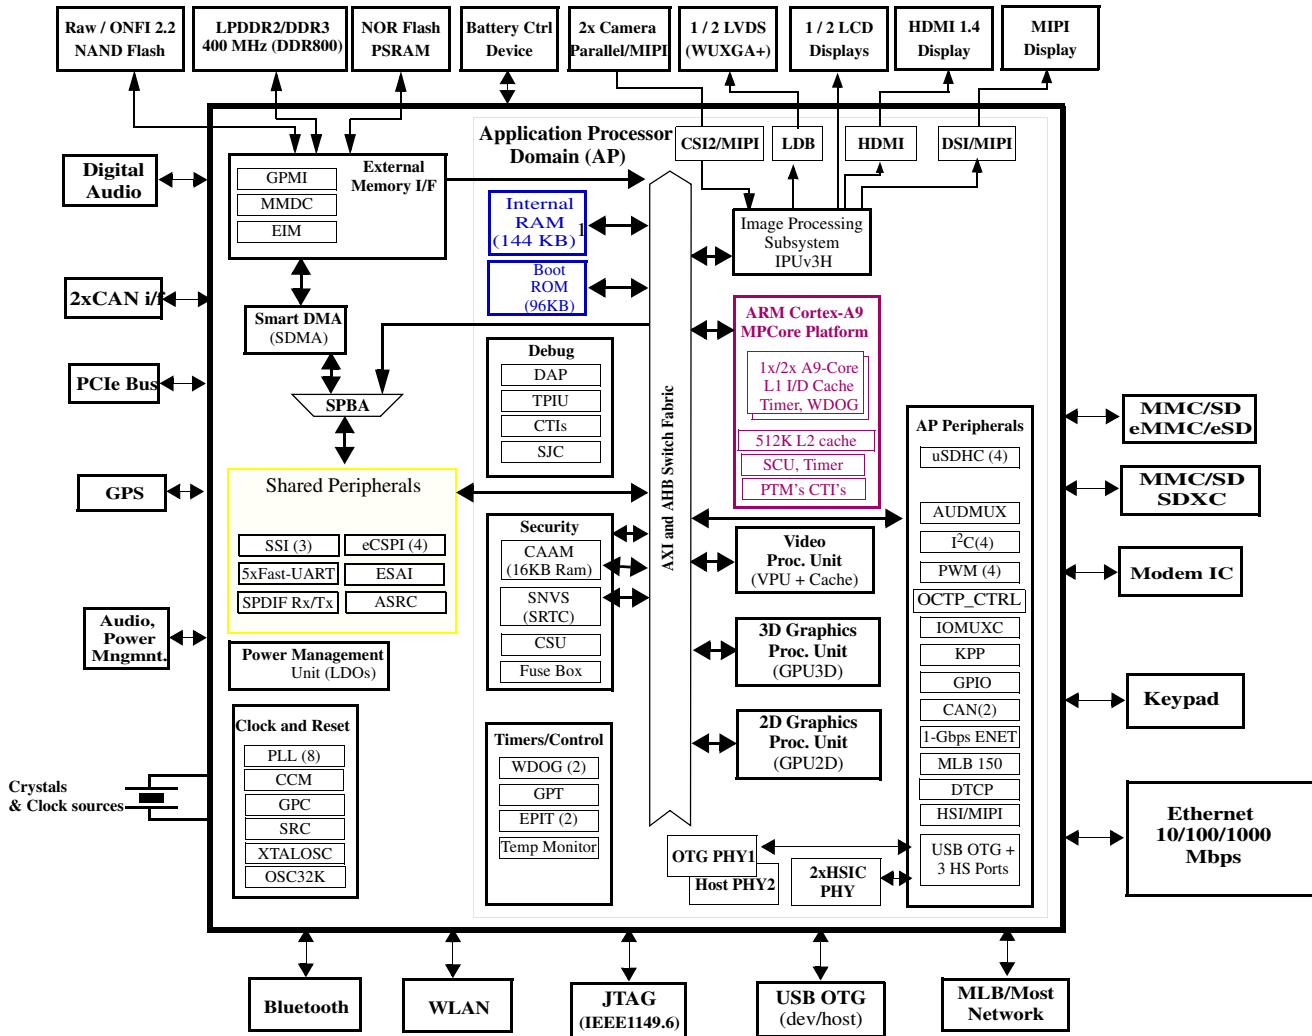 Raw / ONFI 2.2
NAND Flash
LPDDR2/DDR3
400 MHz (DDR800)
NOR Flash
PSRAM
Battery Ctrl
Device
2x Camera
Parallel/MIPI
1 / 2 LVDS
(WUXGA+)
1 / 2 LCD
Displays
HDMI 1.4
Display
MIPI
Display
Digital
Audio
2xCAN i/f
PCIe Bus
GPS
Audio,
Power
Mngmnt.
Crystals
& Clock sources
External
Memory I/F
GPMI
MMDC
EIM
Smart DMA
(SDMA)
SPBA
Shared Peripherals
SSI (3)
eCSPI (4)
5xFast-UART
ESAI
SPDIF Rx/Tx
ASRC
Power Management
Unit (LDOs)
Clock and Reset
PLL (8)
CCM
GPC
SRC
XTALOSC
OSC32K
Application Processor
Domain (AP)
Internal
RAM
(144 KB)
1
Boot
ROM
(96KB)
Debug
DAP
TPIU
CTIs
SJC
Security
CAAM
(16KB Ram)
SNVS
(SRTC)
CSU
Fuse Box
Timers/Control
WDOG (2)
GPT
EPIT (2)
Temp Monitor
AXI and AHB Switch Fabric
CSI2/MIPI
LDB
HDMI
DSI/MIPI
Image Processing
Subsystem
IPUv3H
ARM Cortex-A9
MPCore Platform
1x/2x A9-Core
L1 I/D Cache
Timer, WDOG
512K L2 cache
SCU, Timer
PTM's CTI's
Video
Proc. Unit
(VPU + Cache)
3D Graphics
Proc. Unit
(GPU3D)
2D Graphics
Proc. Unit
(GPU2D)
OTG PHY1
Host PHY2
2xHSIC
PHY
AP Peripherals
uSDHC (4)
AUDMUX
I2C(4)
PWM (4)
OCTP_CTRL
IOMUXC
KPP
GPIO
CAN(2)
1-Gbps ENET
MLB 150
DTCP
HSI/MIPI
USB OTG +
3 HS Ports
MMC/SD
eMMC/eSD
MMC/SD
SDXC
Modem IC
Keypad
Ethernet
10/100/1000
Mbps
Bluetooth
WLAN
JTAG
(IEEE1149.6)
USB OTG
(dev/host)
MLB/Most
Network